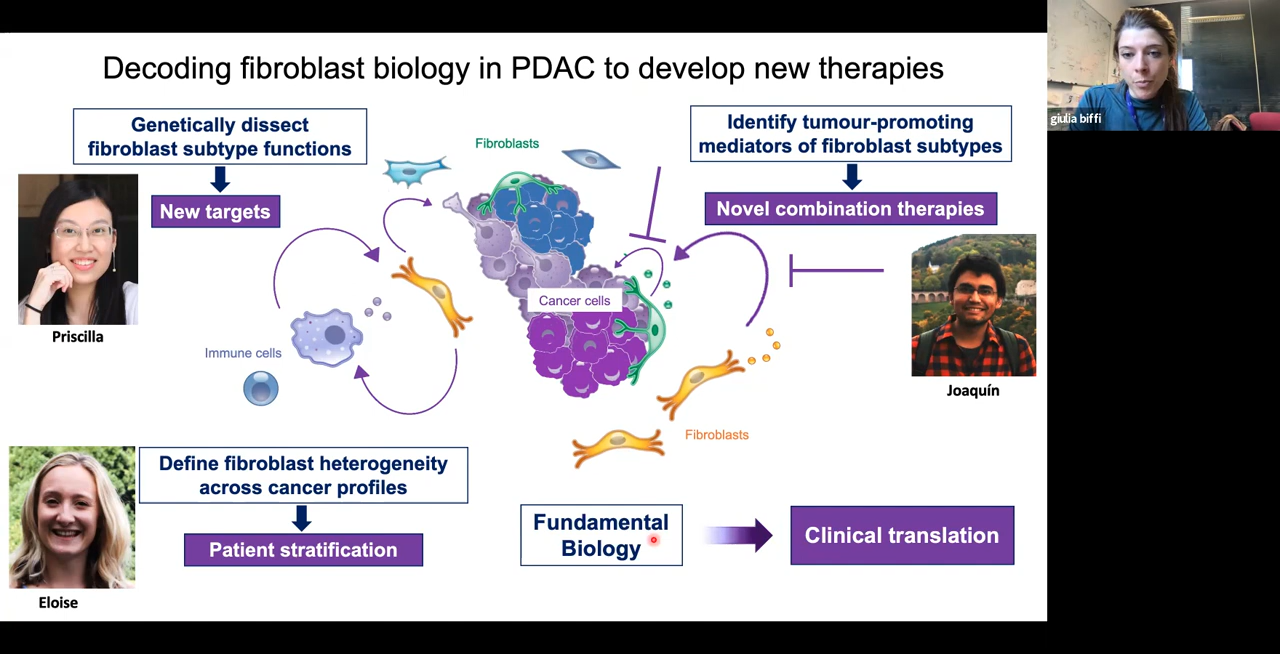 Decoding fibroblast biology in PDAC to develop new therapies
giulia biffi
Genetically dissect
fibroblast subtype functions
New targets
Priscilla
Fibroblasts
Identify tumour-promoting
mediators of fibroblast subtypes
Novel combination therapies
Joaquín
Cancer cells
Immune cells
Fibroblasts
Define fibroblast heterogeneity
across cancer profiles
Patient stratification
Eloise
Fundamental
Biology
Clinical translation